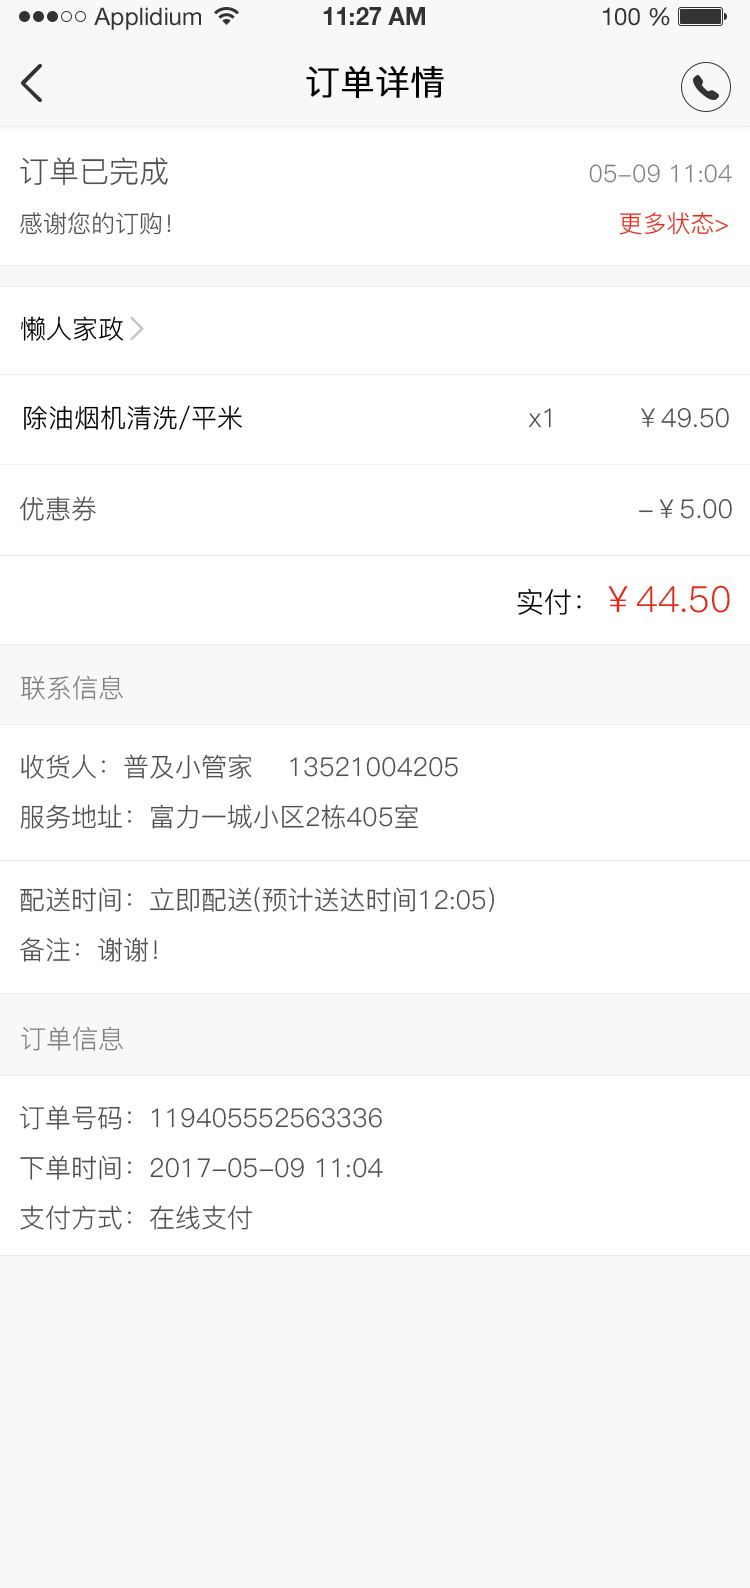 Applidium 11:27 AM 100 %
订单详情
订单已完成 05-09 11:04
感谢您的订购! 更多状态>
懒人家政
除油烟机清洗/平米 x1 ¥49.50
优惠券 -¥5.00
实付: ¥44.50
联系信息
收货人: 普及小管家 13521004205
服务地址: 富力一城小区2栋405室
配送时间: 立即配送(预计送达时间12:05)
备注: 谢谢!
订单信息
订单号码: 119405552563336
下单时间: 2017-05-09 11:04
支付方式: 在线支付